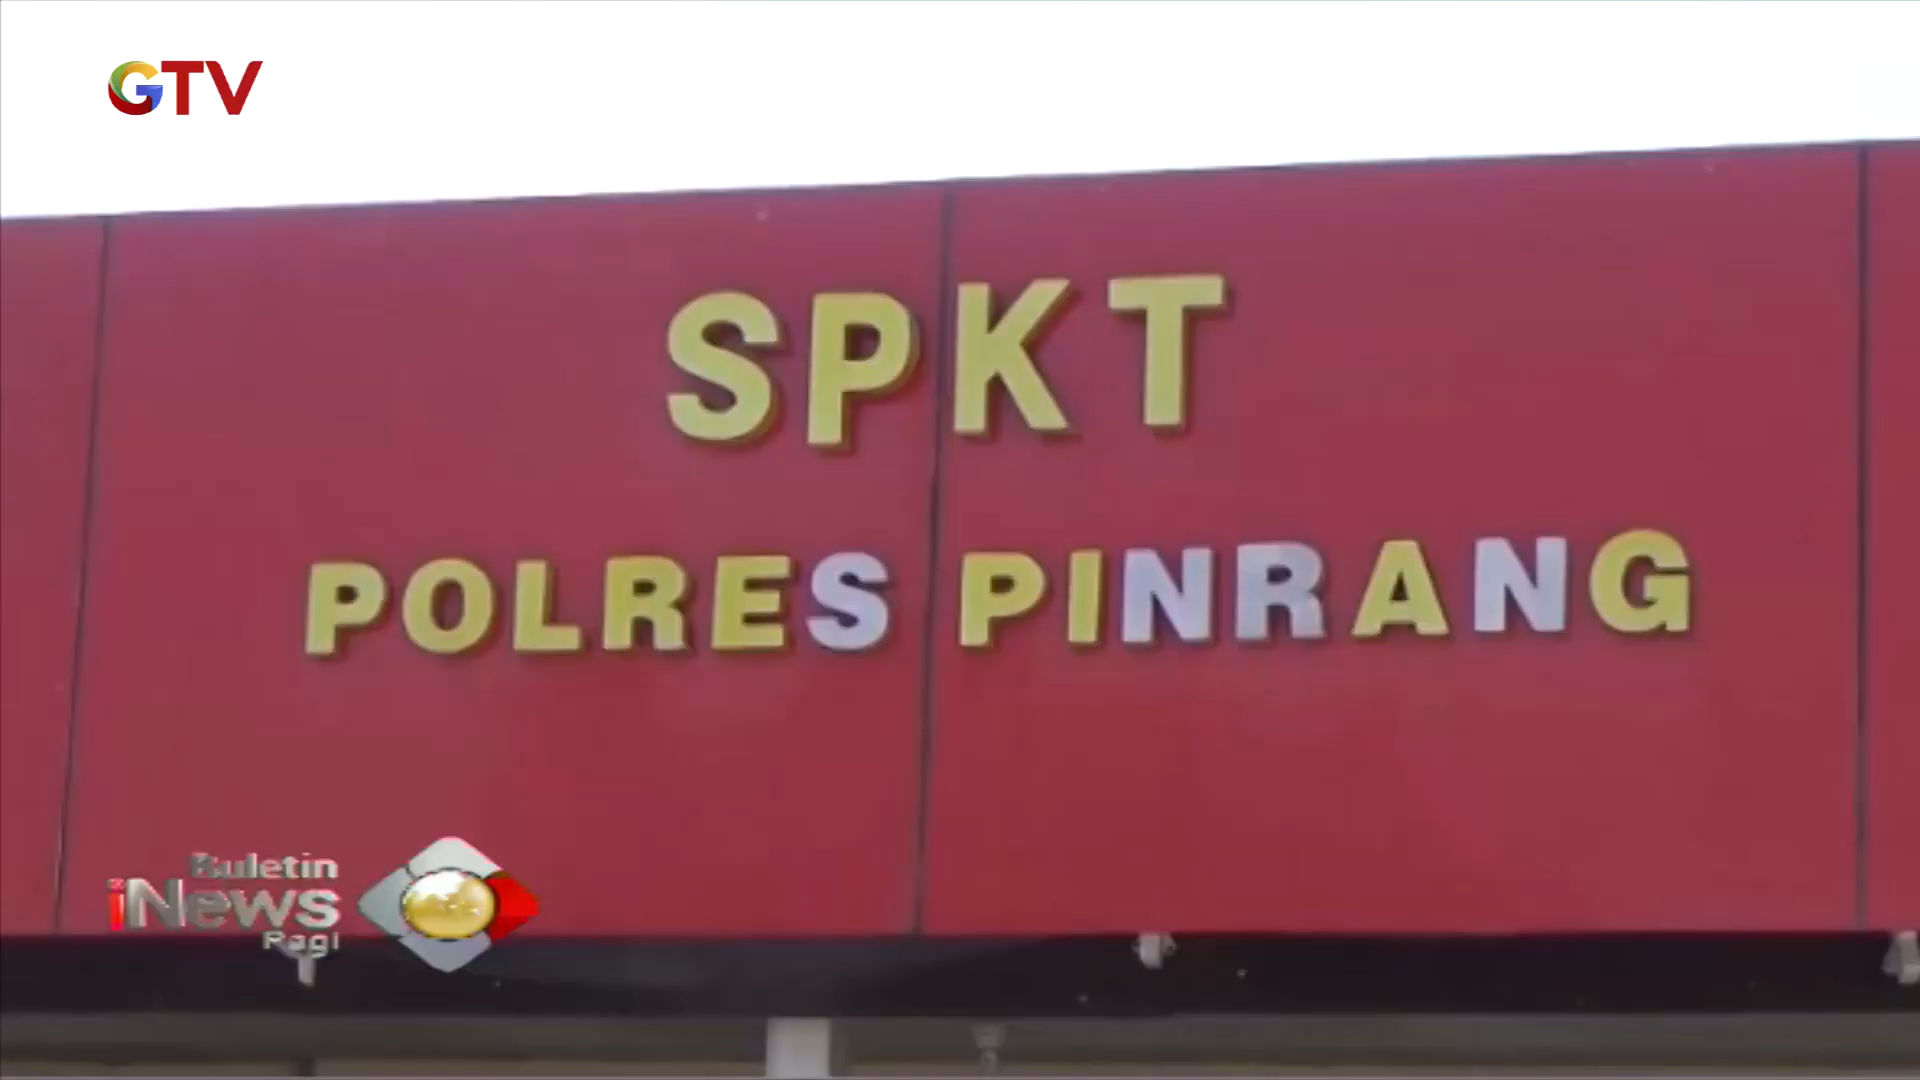 GTV
SPKT
POLRES PINRANG
Buletin
iNews
Pagi